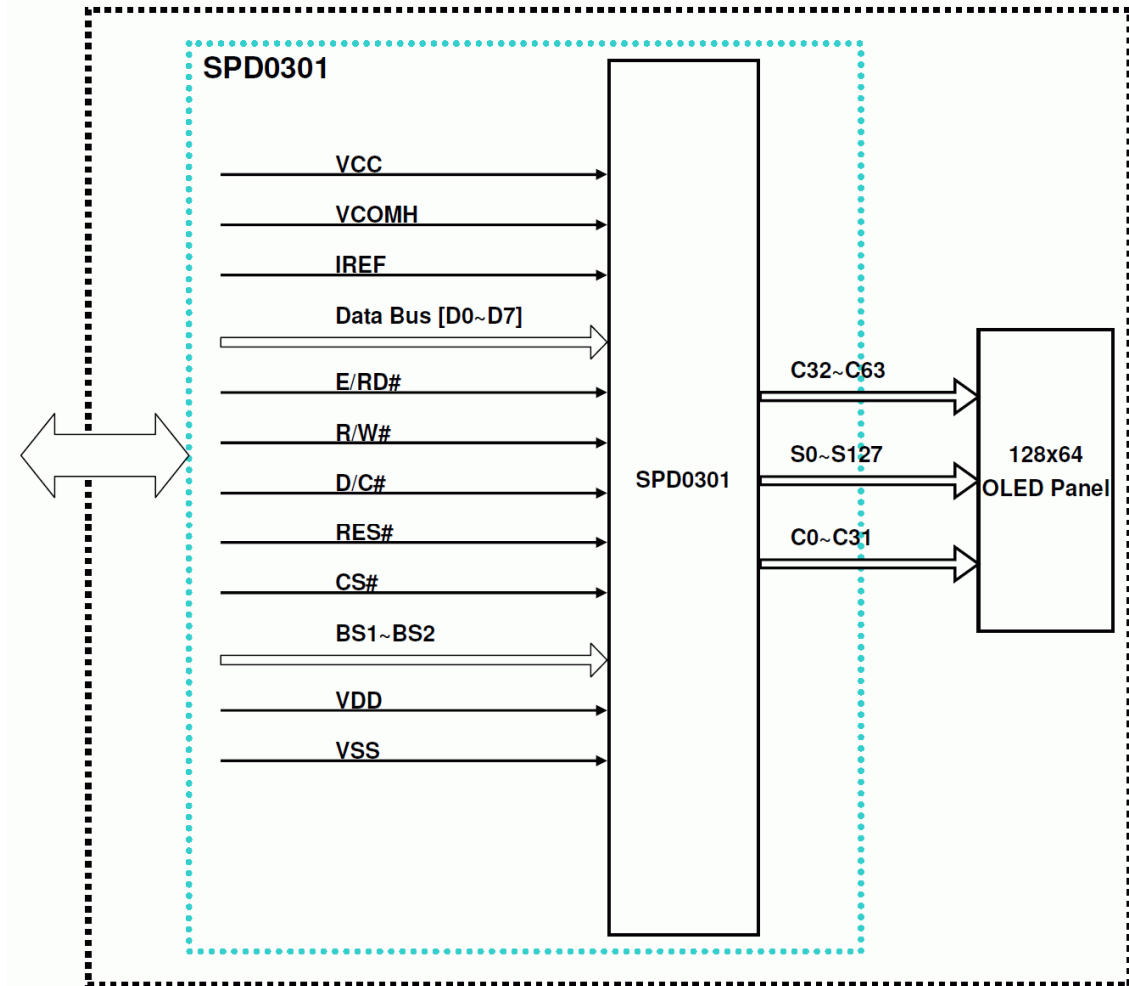 SPD0301
VCC
VCOMH
IREF
Data Bus [D0~D7]
E/RD#
R/W#
D/C#
RES#
CS#
BS1~BS2
VDD
VSS
SPD0301
C32~C63
S0~S127
C0~C31
128x64
OLED Panel